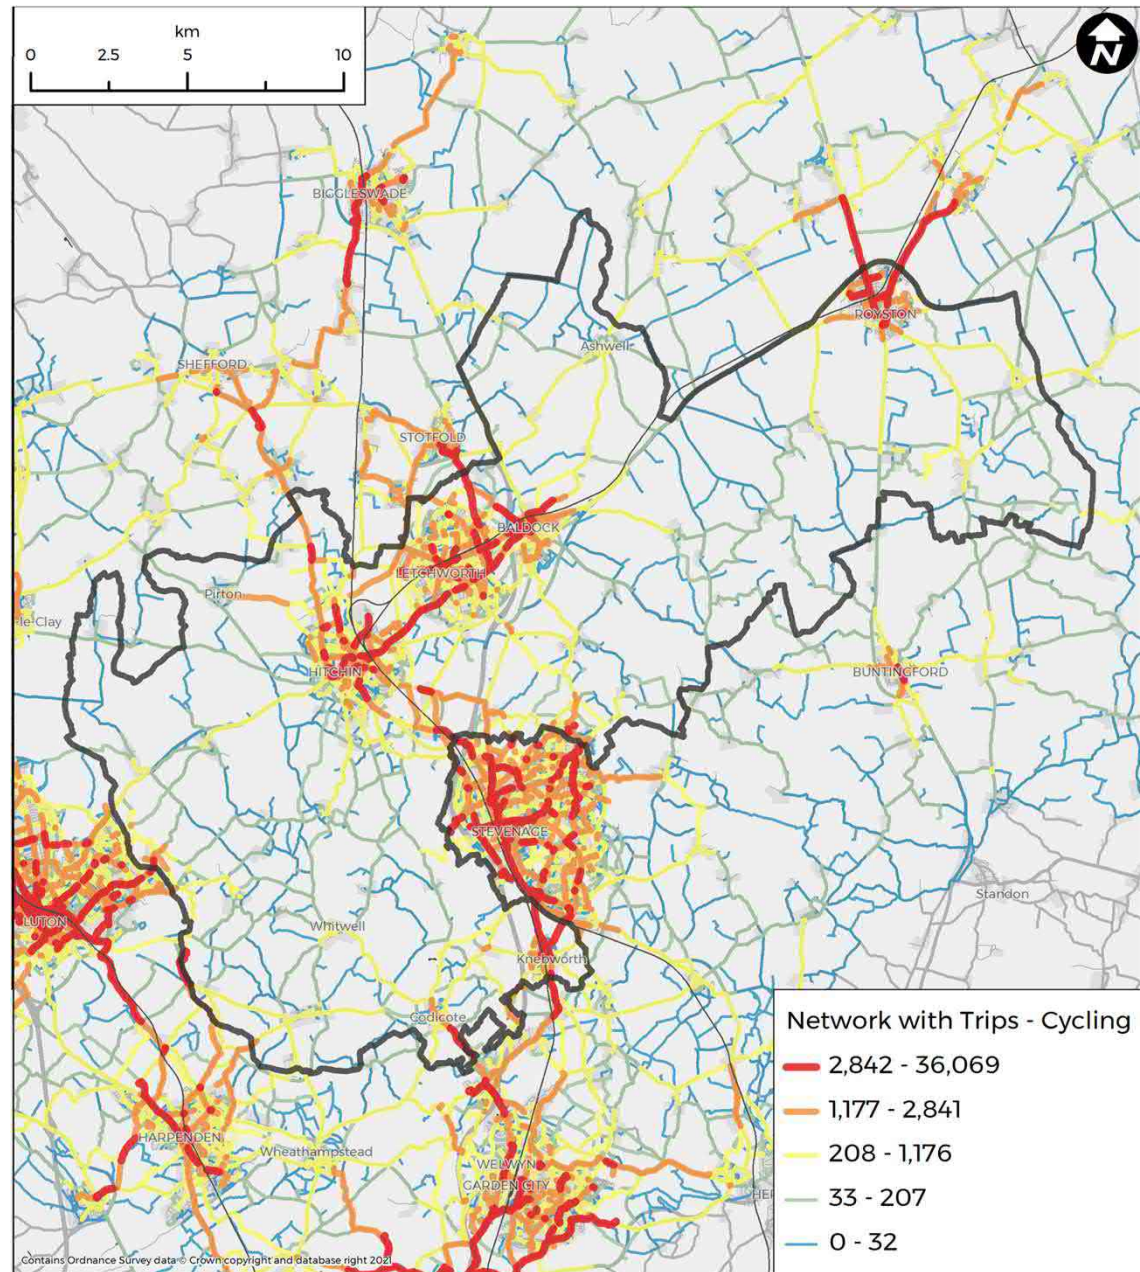 km
0 2.5 5 10
N
BIGGLESWADE
ROYSTON
Ashwell
SHEFFORD
STOTFOLD
BALDOCK
LETCHWORTH
Pirton
-le-Clay
HITCHIN
BUNTINGFORD
STEVENAGE
Standon
LUTON
Whitwell
Knebworth
Codicote
HARPENDEN
Wheathampstead
WELWYN
GARDEN CITY
Network with Trips - Cycling
2,842 - 36,069
1,177 - 2,841
208 - 1,176
33 - 207
0 - 32
Contains Ordnance Survey data © Crown copyright and database right 2021